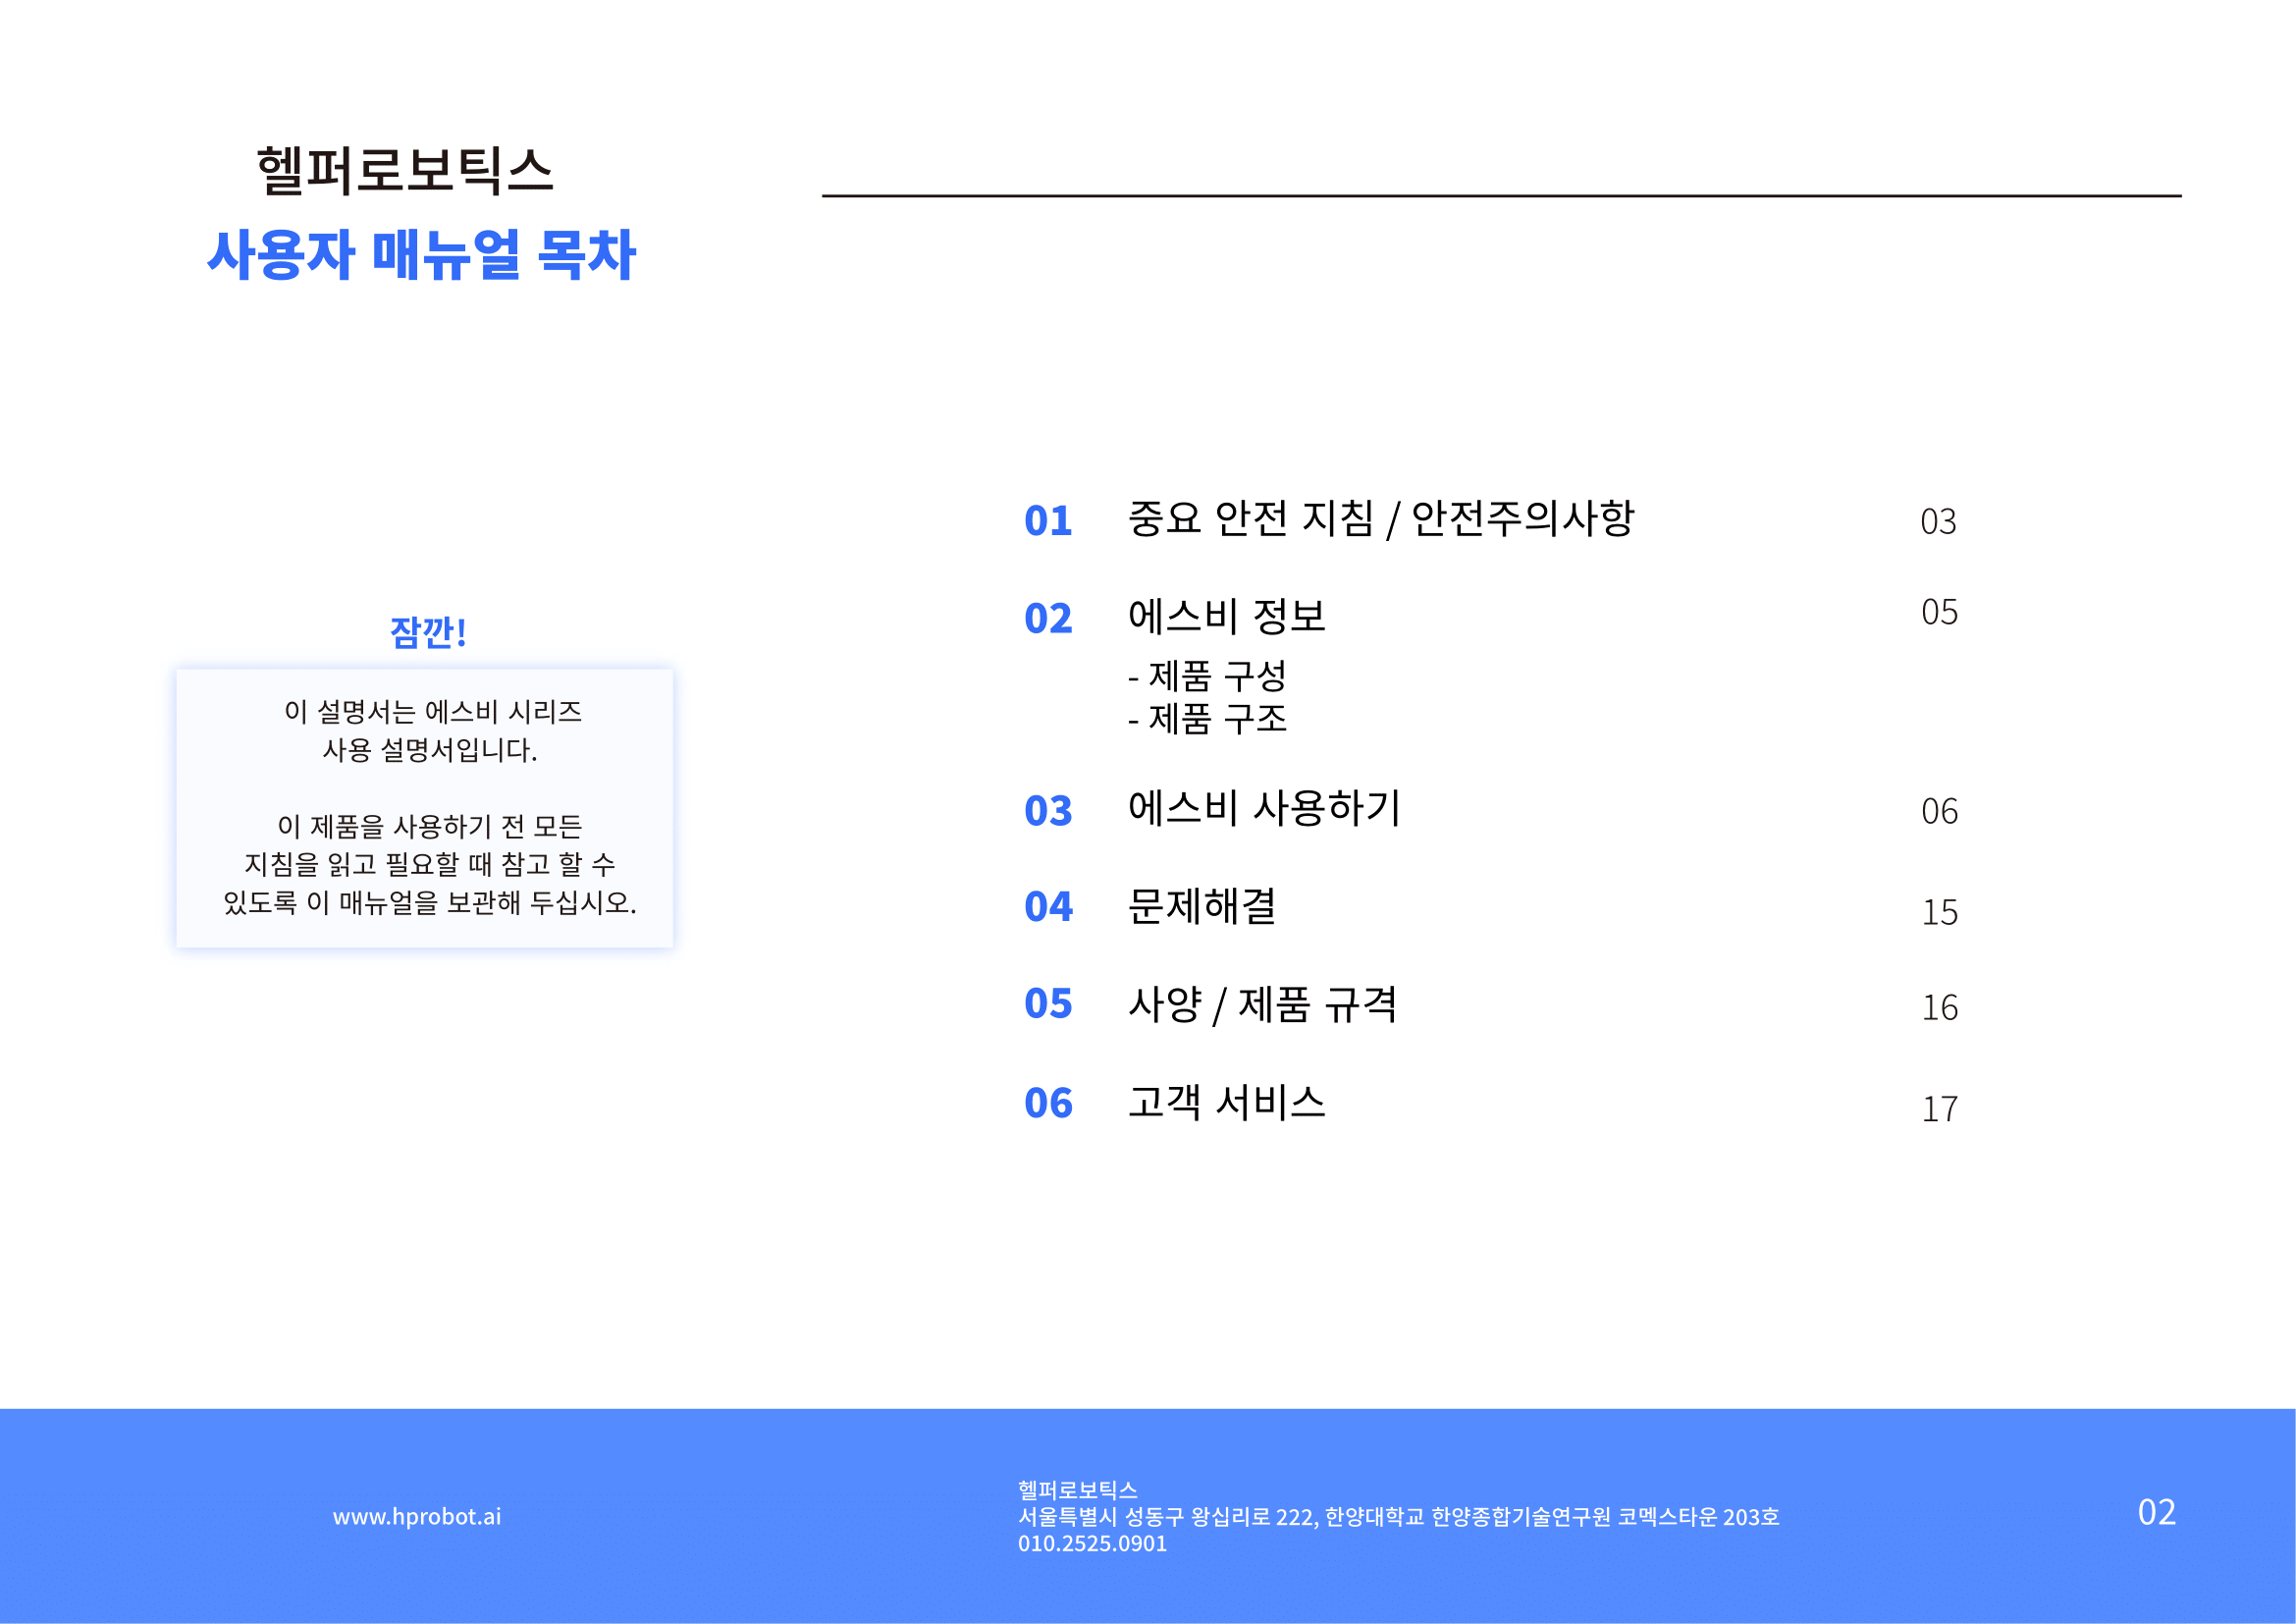 헬퍼로보틱스
사용자 매뉴얼 목차
잠깐!
이 설명서는 에스비 시리즈
사용 설명서입니다.
이 제품을 사용하기 전 모든
지침을 읽고 필요할 때 참고 할 수
있도록 이 매뉴얼을 보관해 두십시오.
01 중요 안전 지침 / 안전주의사항 03
02 에스비 정보 05
- 제품 구성
- 제품 구조
03 에스비 사용하기 06
04 문제해결 15
05 사양 / 제품 규격 16
06 고객 서비스 17
www.hprobot.ai
헬퍼로보틱스
서울특별시 성동구 왕십리로 222, 한양대학교 한양종합기술연구원 코멕스타운 203호
010.2525.0901
02